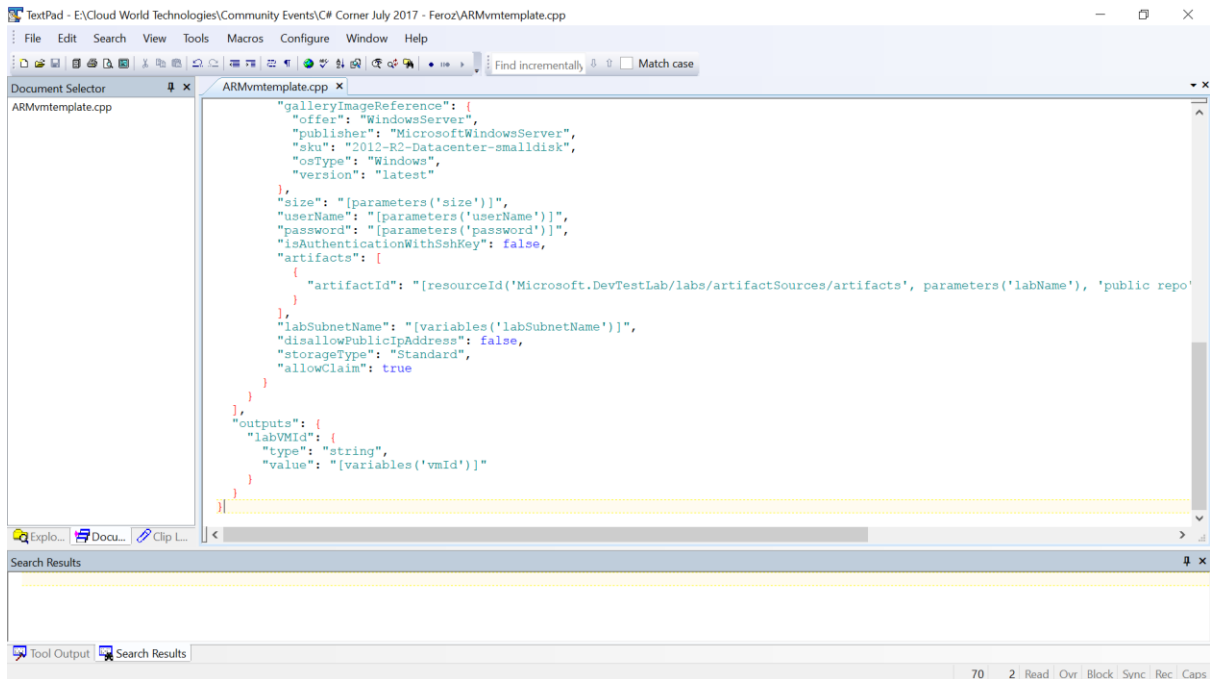 TextPad - E:\Cloud World Technologies\Community Events\C# Corner July 2017 - Feroz\ARMvmtemplate.cpp
File Edit Search View Tools Macros Configure Window Help
Find incrementally Match case
Document Selector
ARMvmtemplate.cpp
ARMvmtemplate.cpp
"galleryImageReference": {
"offer": "WindowsServer",
"publisher": "MicrosoftWindowsServer",
"sku": "2012-R2-Datacenter-smalldisk",
"osType": "Windows",
"version": "latest"
},
"size": "[parameters('size')]",
"userName": "[parameters('userName')]",
"password": "[parameters('password')]",
"isAuthenticationWithSshKey": false,
"artifacts": [
{
"artifactId": "[resourceId('Microsoft.DevTestLab/labs/artifactSources/artifacts', parameters('labName'), 'public repo'
}
],
"labSubnetName": "[variables('labSubnetName')]",
"disallowPublicIpAddress": false,
"storageType": "Standard",
"allowClaim": true
}
}
],
"outputs": {
"labVMId": {
"type": "string",
"value": "[variables('vmId')]"
}
}
}
Explo... Docu... Clip L...
Search Results
Tool Output Search Results
70 2 Read Ovr Block Sync Rec Caps